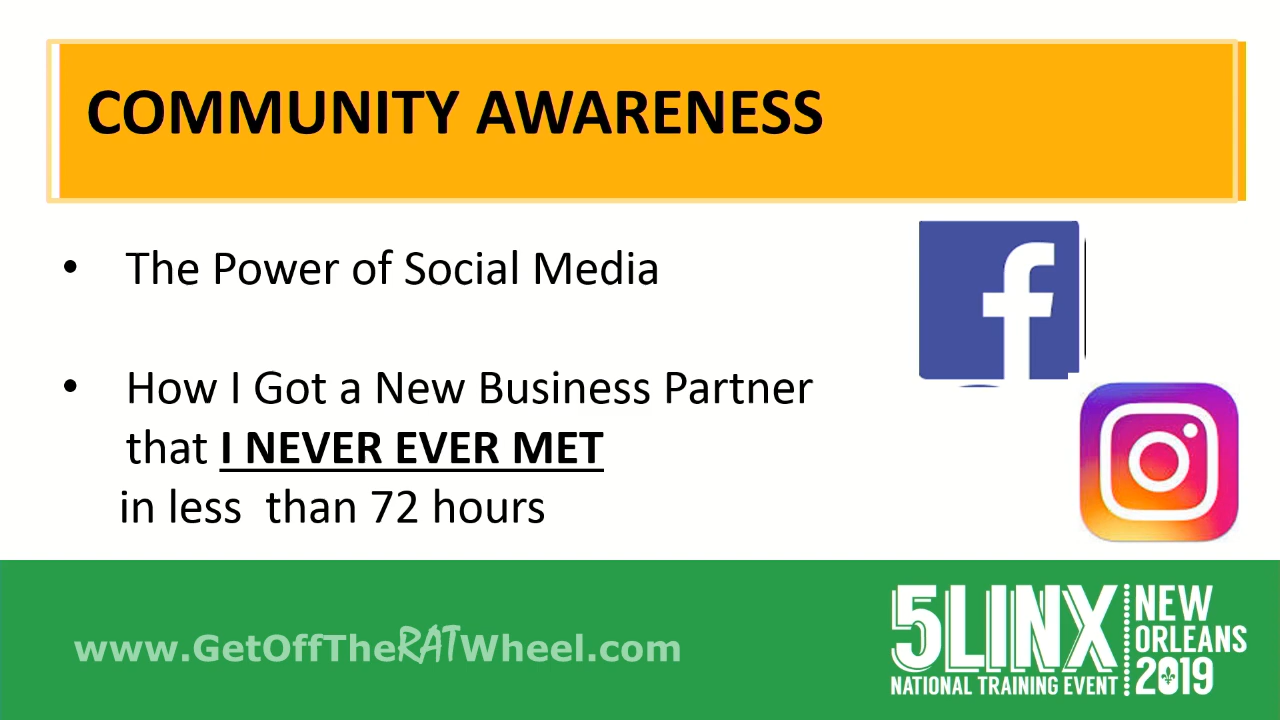 COMMUNITY AWARENESS
• The Power of Social Media
• How I Got a New Business Partner
that I NEVER EVER MET
in less  than 72 hours
www.GetOffTheRATWheel.com
5LINX
NATIONAL TRAINING EVENT
NEW
ORLEANS
2019